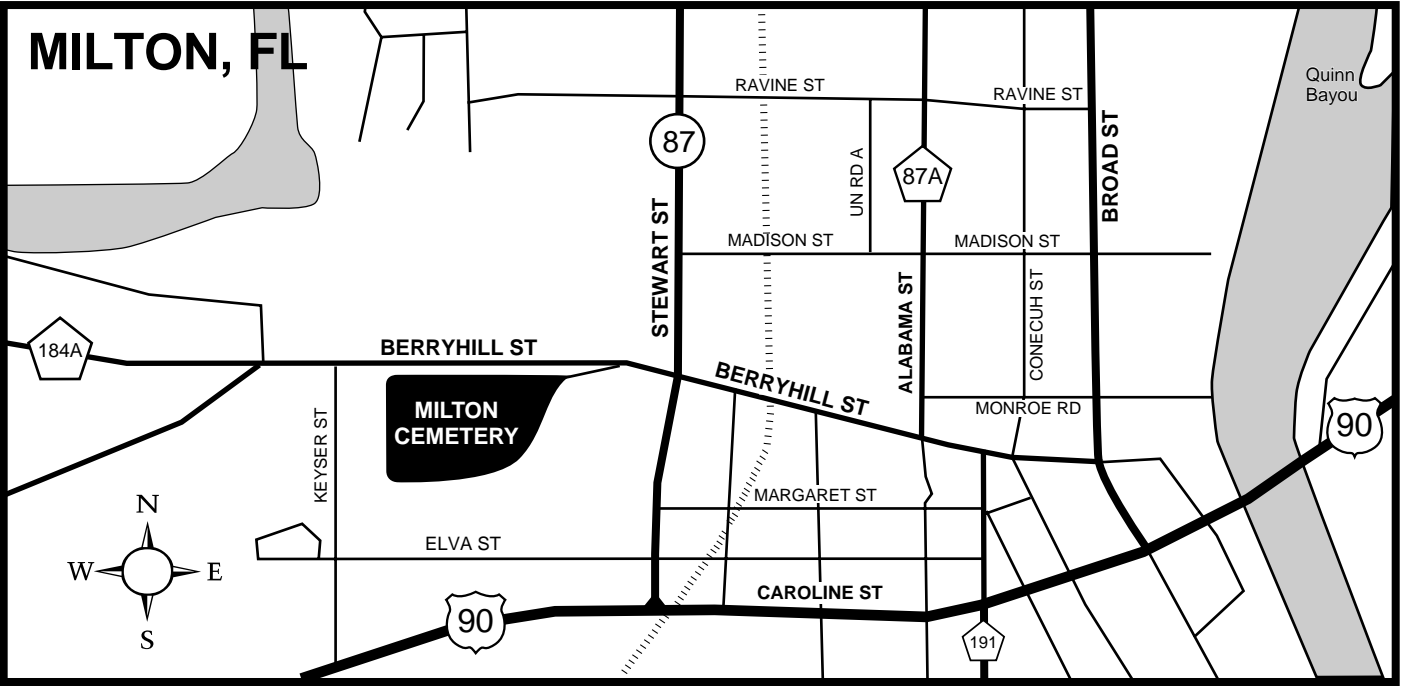 MILTON, FL
Quinn
Bayou
RAVINE ST
RAVINE ST
87
UN RD A
87A
BROAD ST
STEWART ST
MADISON ST
MADISON ST
ALABAMA ST
CONECUH ST
184A
BERRYHILL ST
BERRYHILL ST
MILTON
CEMETERY
MONROE RD
90
KEYSER ST
MARGARET ST
N
W
E
S
ELVA ST
CAROLINE ST
90
191